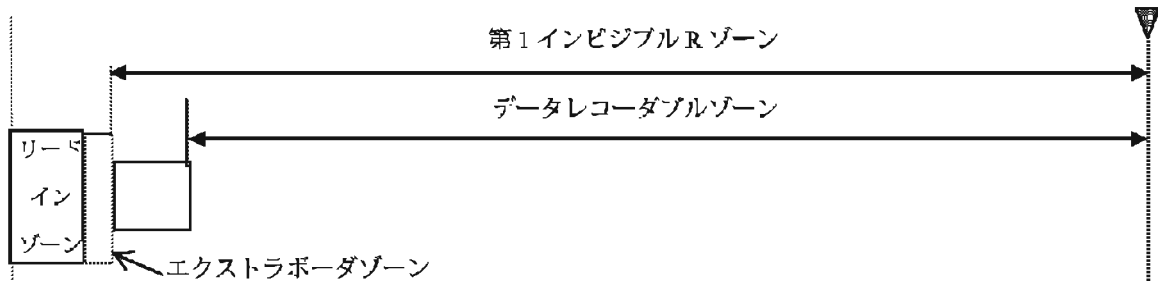 第1インビジブルRゾーン
データレコーダブルゾーン
リード
イン
ゾーン
エクストラボーダゾーン